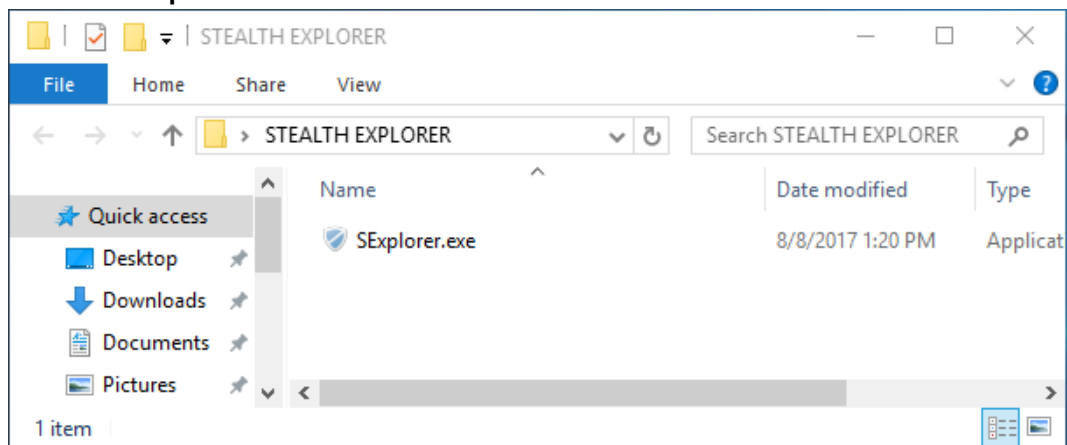 STEALTH EXPLORER
File Home Share View
STEALTH EXPLORER Search STEALTH EXPLORER
Name Date modified Type
Quick access
SExplorer.exe 8/8/2017 1:20 PM Applicat
Desktop
Downloads
Documents
Pictures
1 item